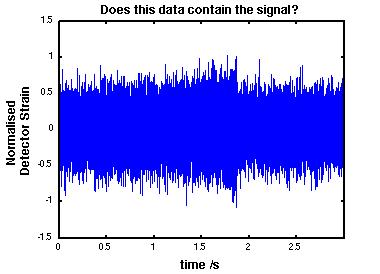 Does this data contain the signal?
1.5
1
0.5
0
-0.5
-1
-1.5
Normalised
Detector Strain
0 0.5 1 1.5 2 2.5
time /s